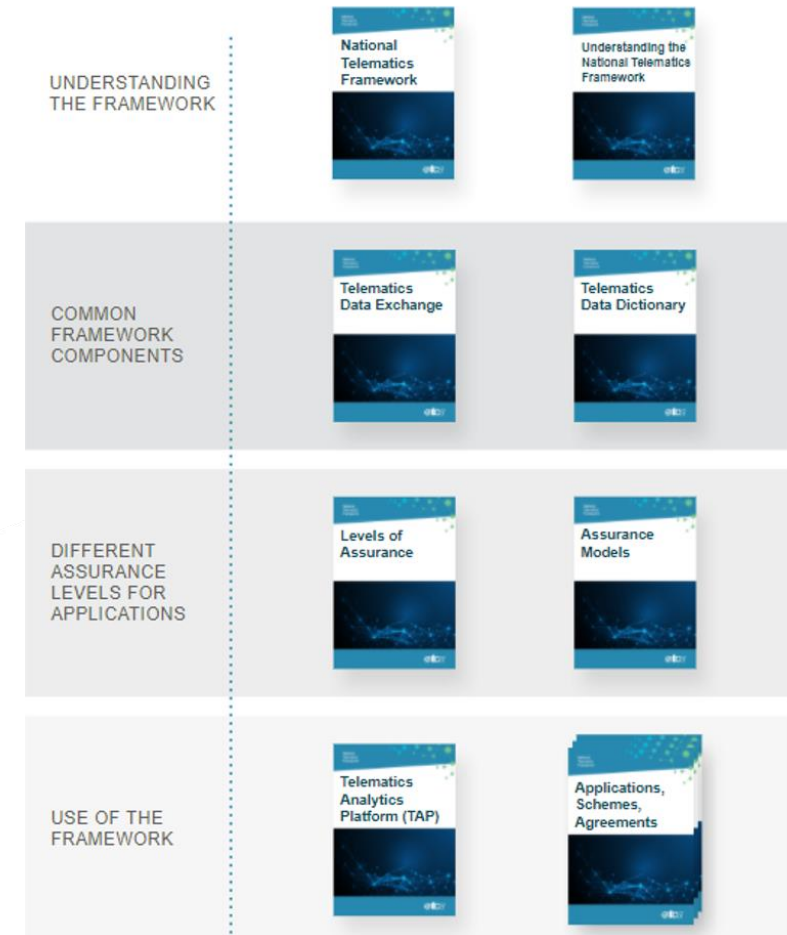 UNDERSTANDING
THE FRAMEWORK
National
Telematics
Framework
Understanding the
National Telematics
Framework
COMMON
FRAMEWORK
COMPONENTS
Telematics
Data Exchange
Telematics
Data Dictionary
DIFFERENT
ASSURANCE
LEVELS FOR
APPLICATIONS
Levels of
Assurance
Assurance
Models
USE OF THE
FRAMEWORK
Telematics
Analytics
Platform (TAP)
Applications,
Schemes,
Agreements